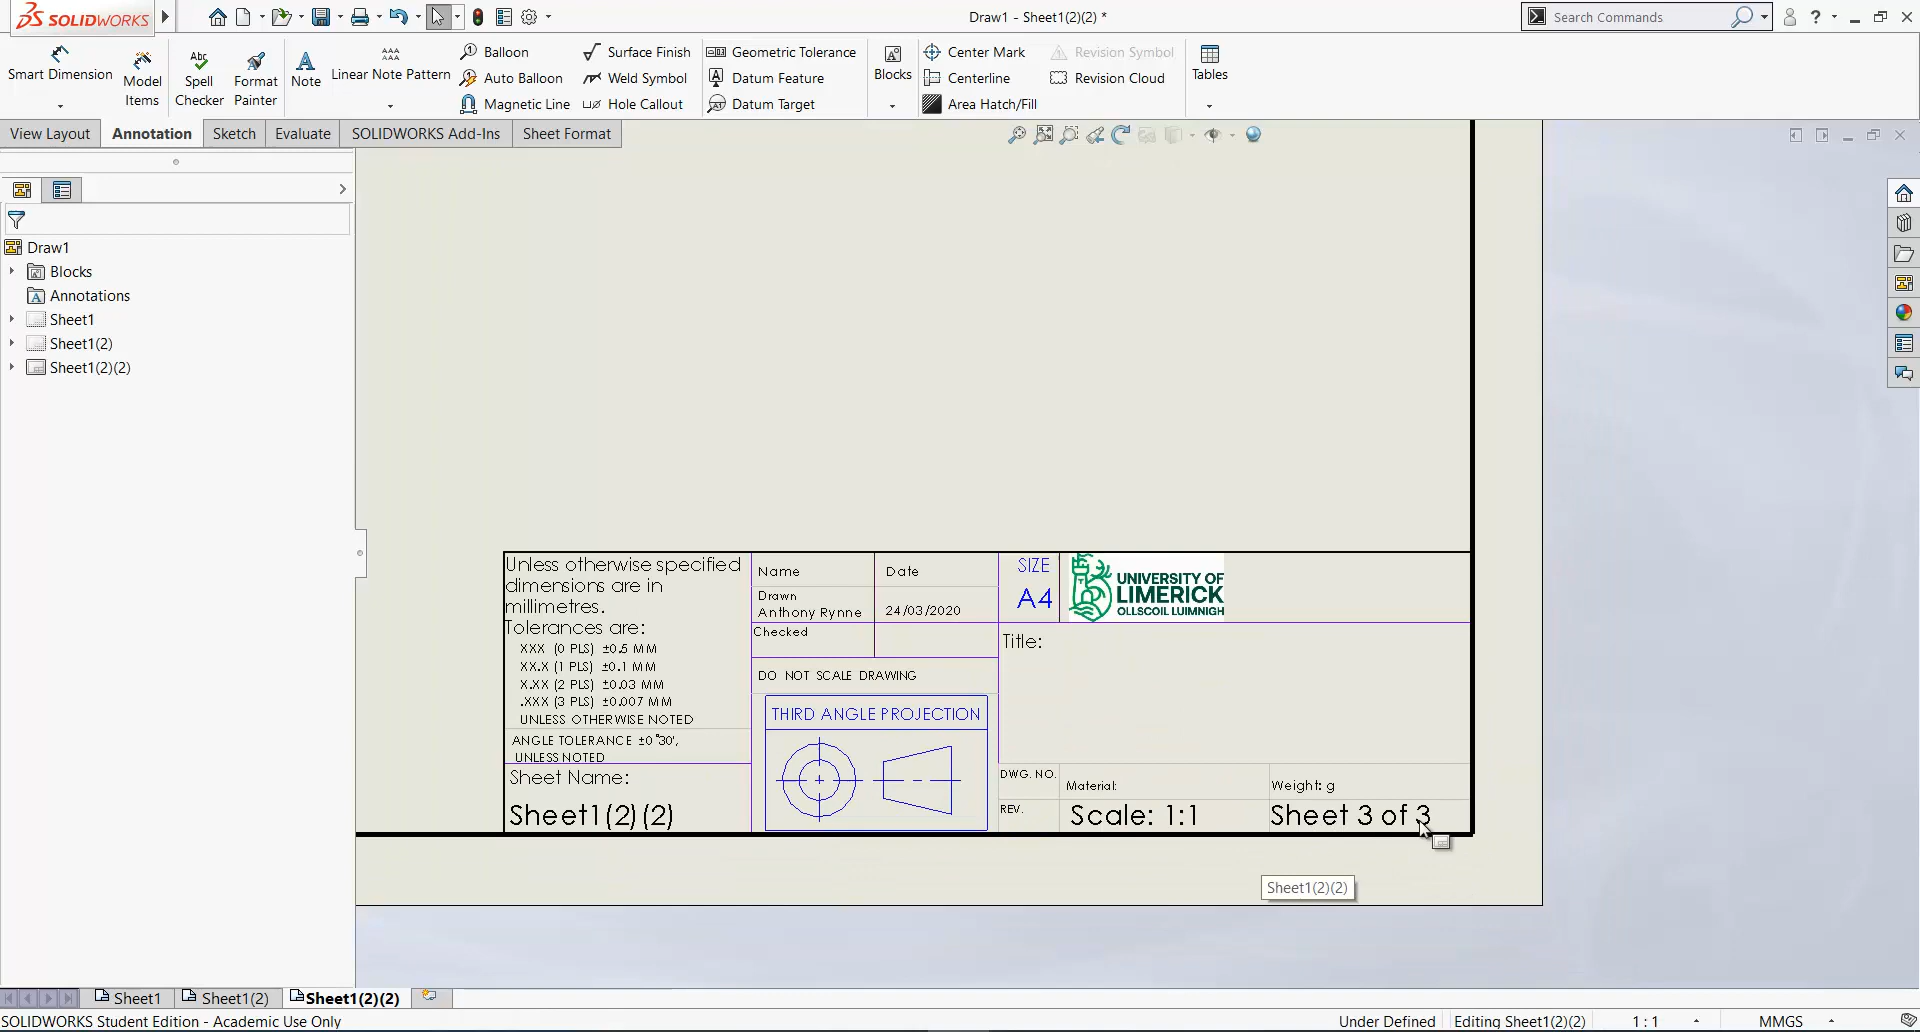 SOLIDWORKS
Draw1 - Sheet1(2)(2) *
Search Commands
?
Smart Dimension
Model Items
Spell Checker
Format Painter
Note
Linear Note Pattern
Balloon
Auto Balloon
Magnetic Line
Surface Finish
Weld Symbol
Hole Callout
Geometric Tolerance
Datum Feature
Datum Target
Blocks
Center Mark
Centerline
Area Hatch/Fill
Revision Symbol
Revision Cloud
Tables
View Layout
Annotation
Sketch
Evaluate
SOLIDWORKS Add-Ins
Sheet Format
Draw1
Blocks
Annotations
Sheet1
Sheet1(2)
Sheet1(2)(2)
Unless otherwise specified
dimensions are in
millimetres.
Tolerances are:
XXX (0 PLS) ±0.5 MM
XX.X (1 PLS) ±0.1 MM
X.XX (2 PLS) ±0.03 MM
.XXX (3 PLS) ±0.007 MM
UNLESS OTHERWISE NOTED
ANGLE TOLERANCE ±0°30',
UNLESS NOTED
Sheet Name:
Sheet1(2)(2)
Name
Date
Drawn
Anthony Rynne
24/03/2020
Checked
DO NOT SCALE DRAWING
THIRD ANGLE PROJECTION
SIZE
A4
UNIVERSITY OF
LIMERICK
OLLSCOIL LUIMNIGH
Title:
DWG. NO.
Material:
Weight: g
REV.
Scale: 1:1
Sheet 3 of 3
Sheet1(2)(2)
Sheet1
Sheet1(2)
Sheet1(2)(2)
SOLIDWORKS Student Edition - Academic Use Only
Under Defined
Editing Sheet1(2)(2)
1 : 1
MMGS